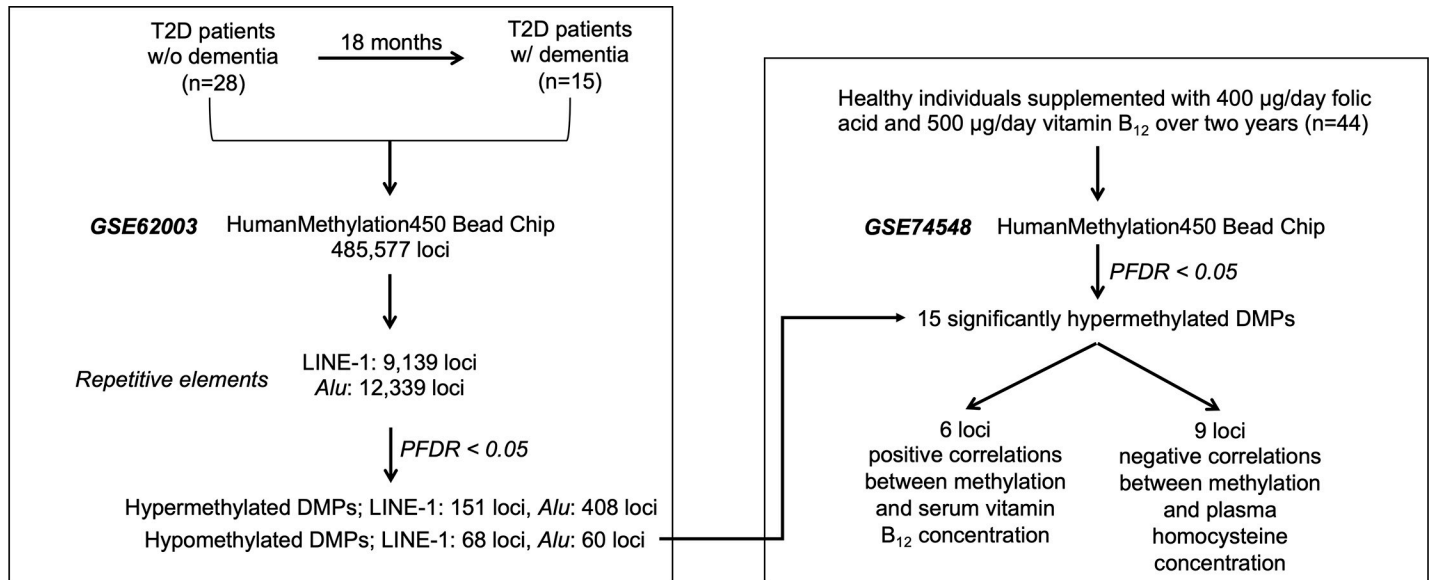 T2D patients
w/o dementia
(n=28)
18 months
T2D patients
w/ dementia
(n=15)
GSE62003 HumanMethylation450 Bead Chip
485,577 loci
Repetitive elements
LINE-1: 9,139 loci
Alu: 12,339 loci
PFDR < 0.05
Hypermethylated DMPs; LINE-1: 151 loci, Alu: 408 loci
Hypomethylated DMPs; LINE-1: 68 loci, Alu: 60 loci
Healthy individuals supplemented with 400 µg/day folic
acid and 500 µg/day vitamin B₁₂ over two years (n=44)
GSE74548 HumanMethylation450 Bead Chip
PFDR < 0.05
15 significantly hypermethylated DMPs
6 loci
positive correlations
between methylation
and serum vitamin
B₁₂ concentration
9 loci
negative correlations
between methylation
and plasma
homocysteine
concentration